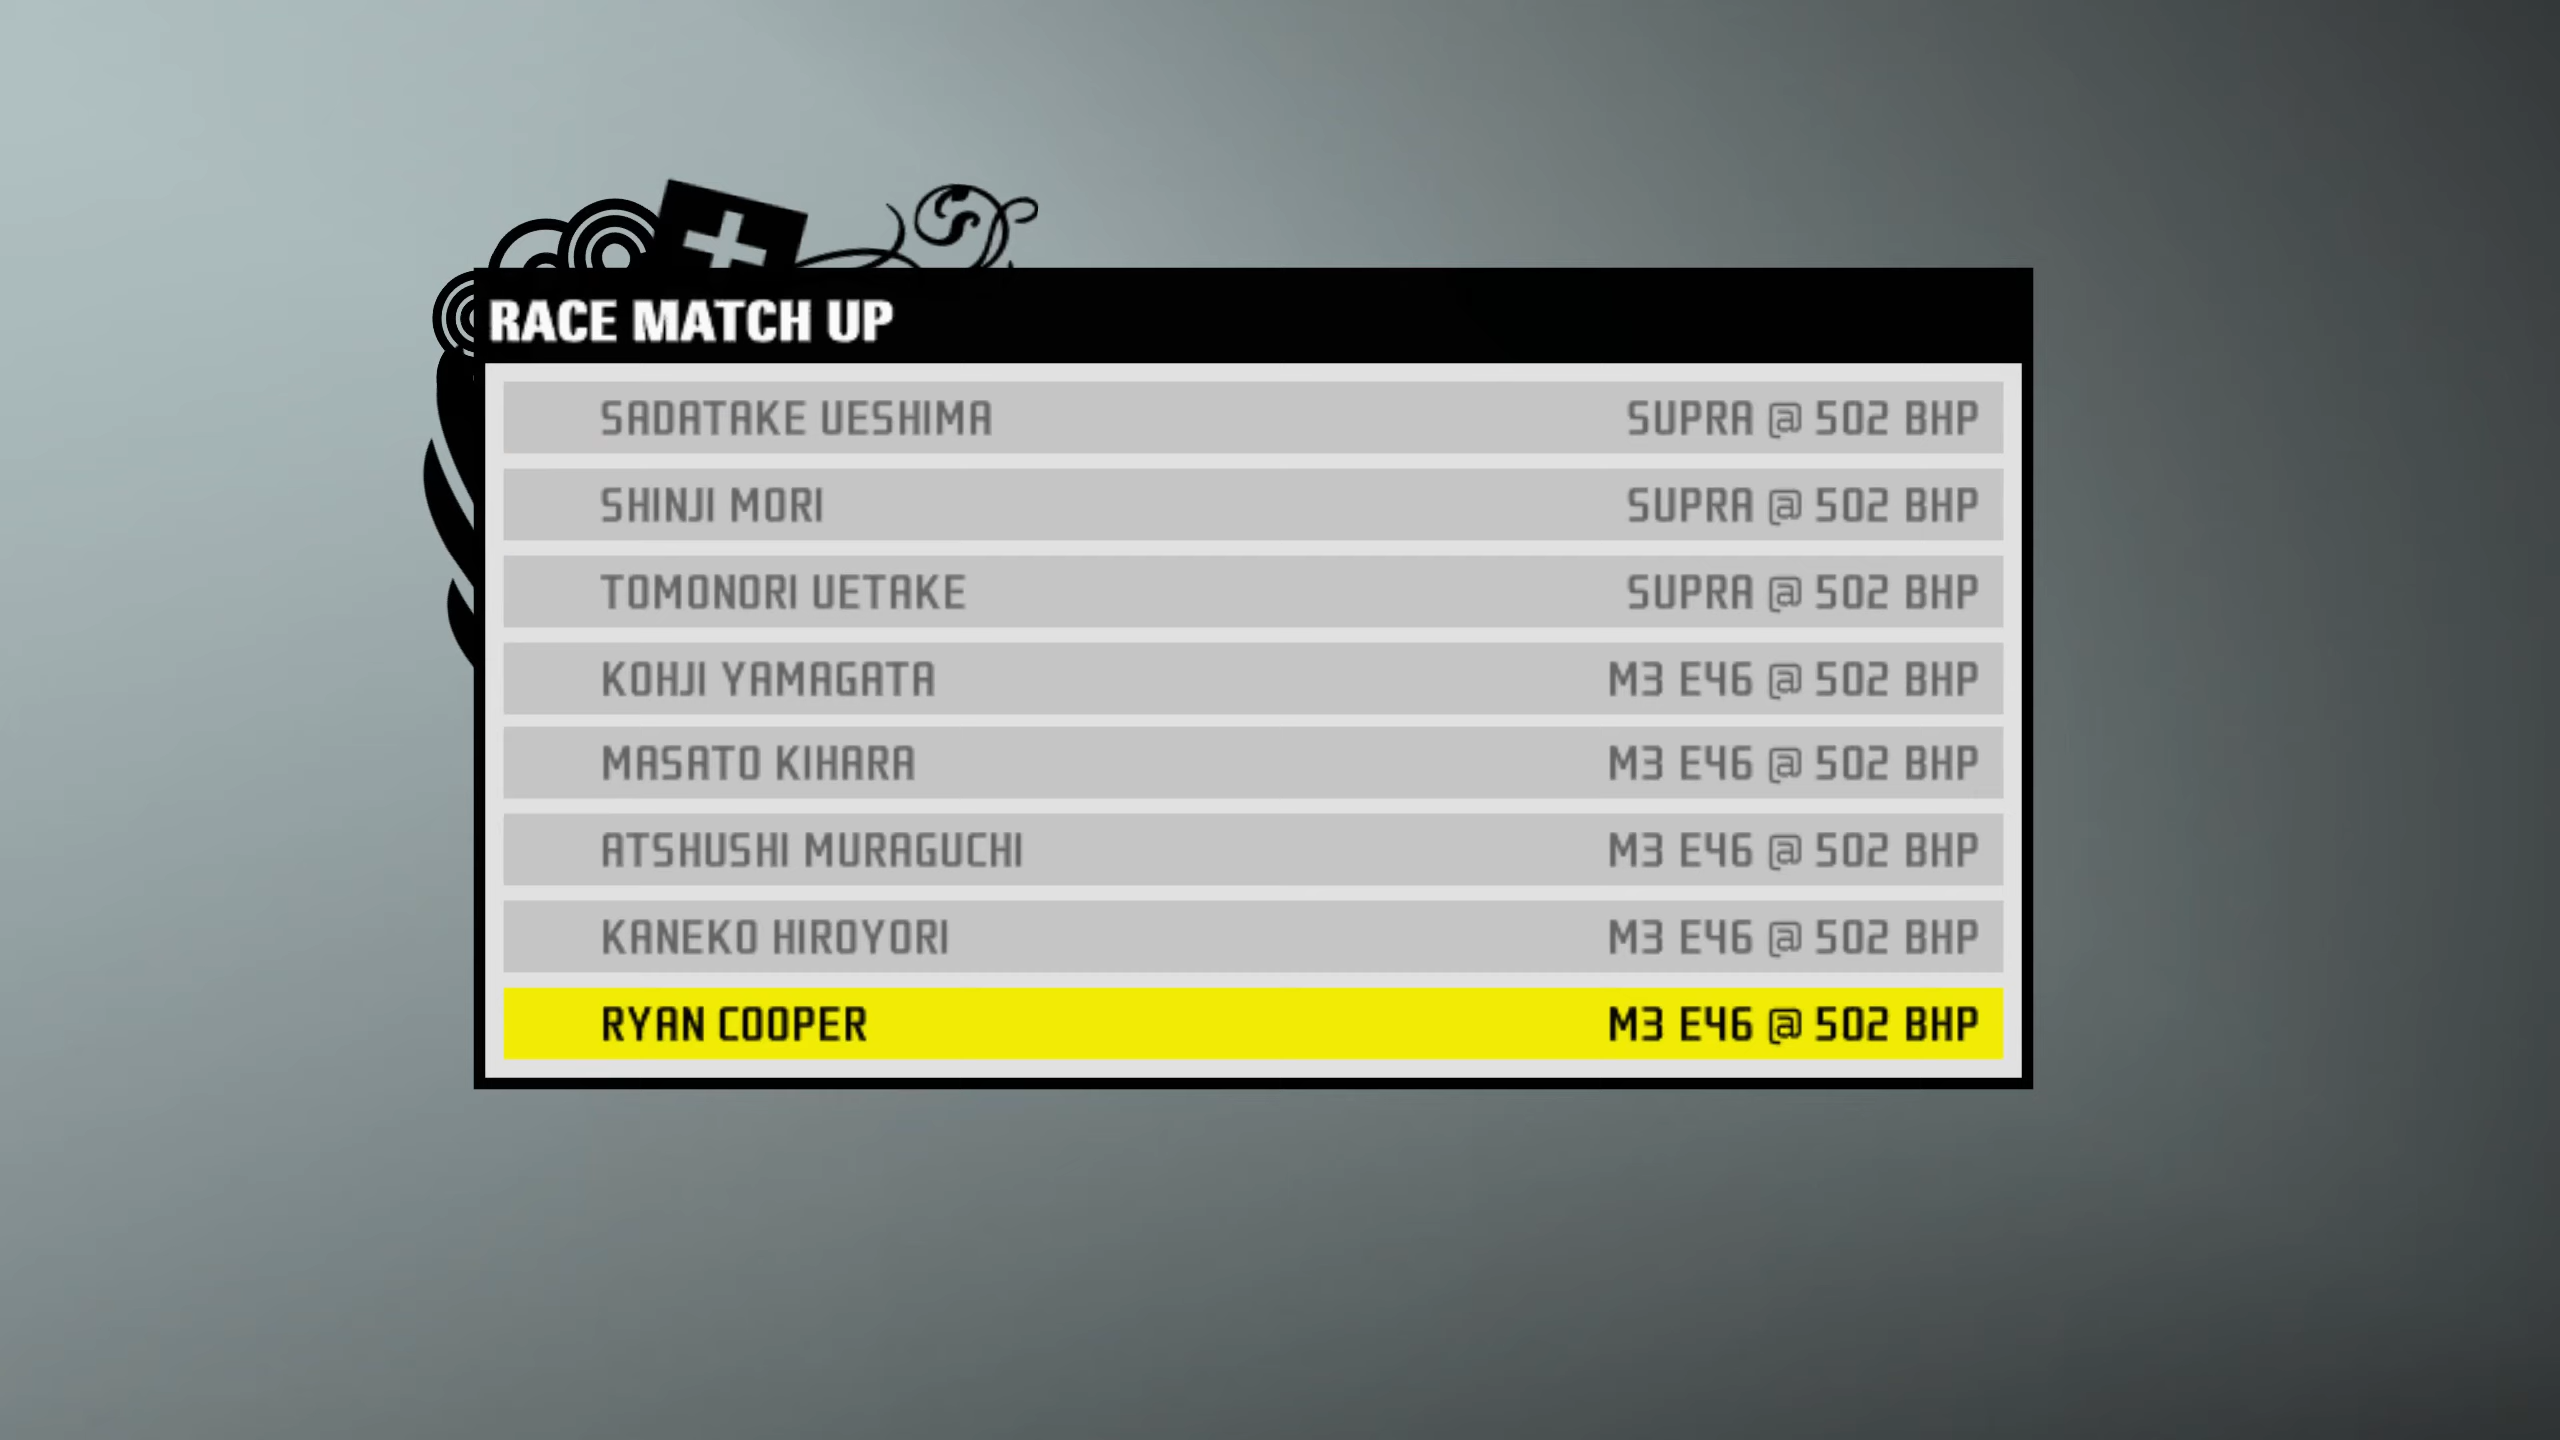 RACE MATCH UP
SADATAKE UESHIMA SUPRA @ 502 BHP
SHINJI MORI SUPRA @ 502 BHP
TOMONORI UETAKE SUPRA @ 502 BHP
KOHJI YAMAGATA M3 E46 @ 502 BHP
MASATO KIHARA M3 E46 @ 502 BHP
ATSHUSHI MURAGUCHI M3 E46 @ 502 BHP
KANEKO HIROYORI M3 E46 @ 502 BHP
RYAN COOPER M3 E46 @ 502 BHP